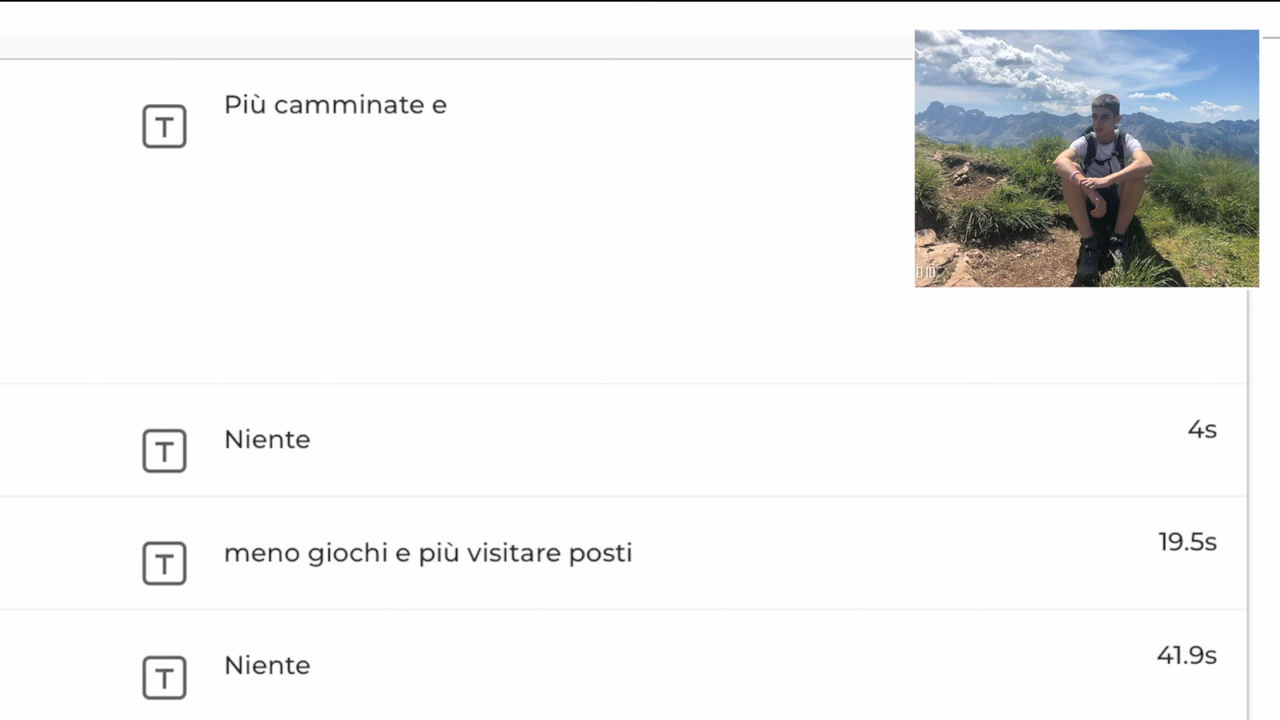 T Più camminate e
T Niente 4s
T meno giochi e più visitare posti 19.5s
T Niente 41.9s